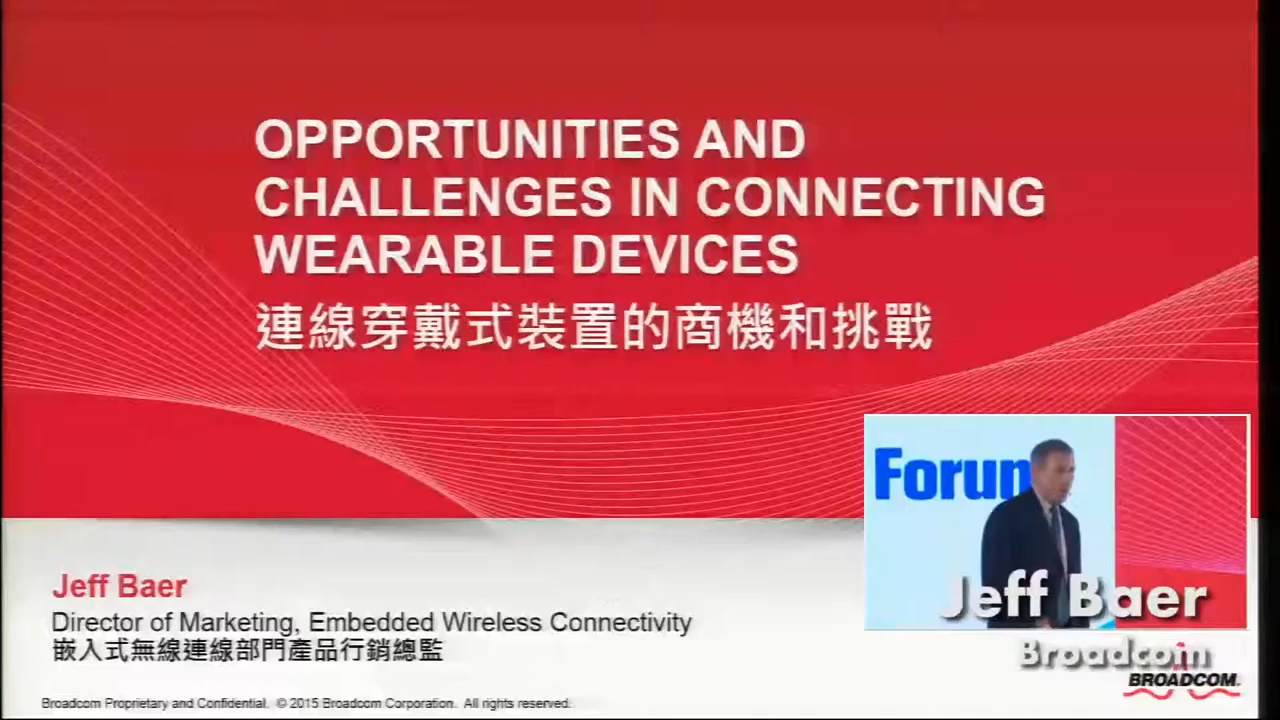 OPPORTUNITIES AND
CHALLENGES IN CONNECTING
WEARABLE DEVICES
連線穿戴式裝置的商機和挑戰
Forum
Jeff Baer
Director of Marketing, Embedded Wireless Connectivity
嵌入式無線連線部門產品行銷總監
Jeff Baer
Broadcom
BROADCOM.
Broadcom Proprietary and Confidential. © 2015 Broadcom Corporation. All rights reserved.